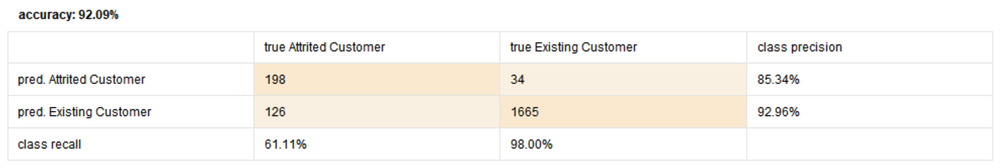 accuracy: 92.09%
true Attrited Customer true Existing Customer class precision
pred. Attrited Customer 198 34 85.34%
pred. Existing Customer 126 1665 92.96%
class recall 61.11% 98.00%